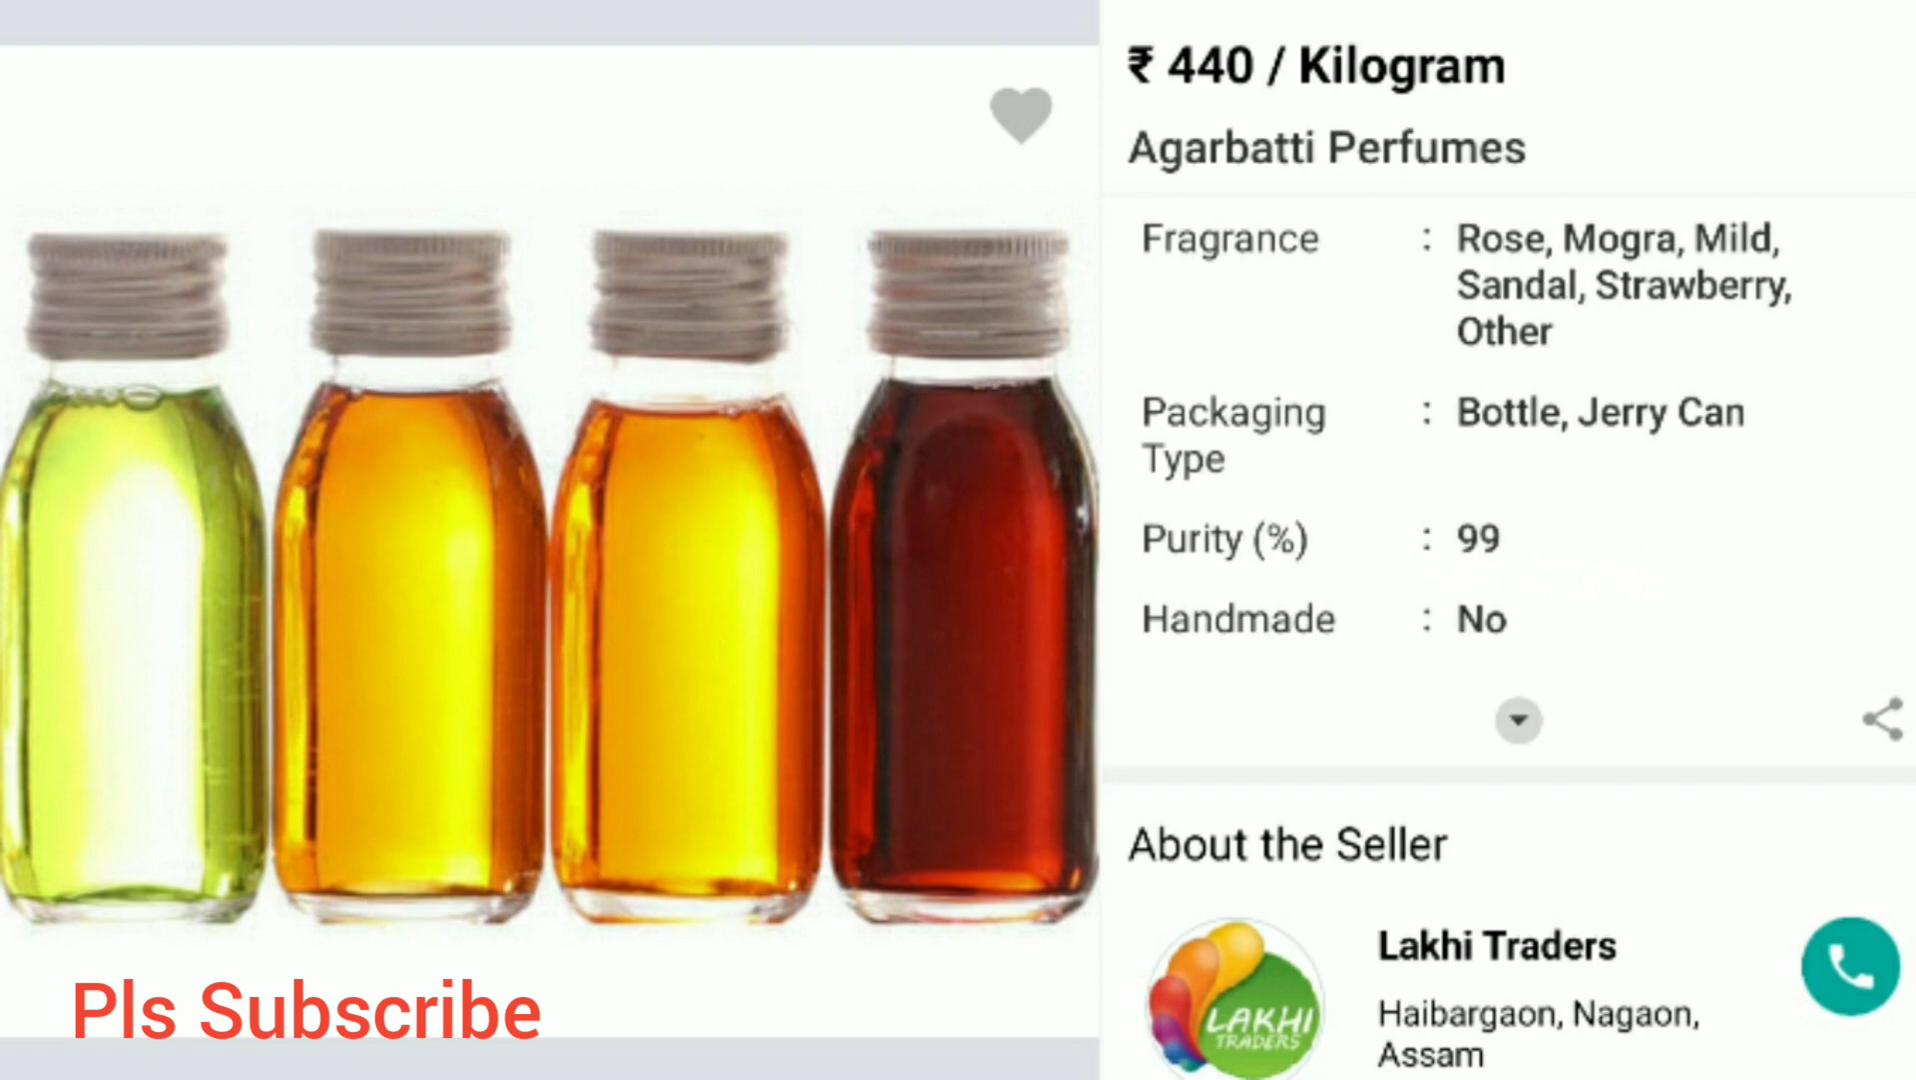 ₹ 440 / Kilogram
Agarbatti Perfumes
Fragrance : Rose, Mogra, Mild,
Sandal, Strawberry,
Other
Packaging : Bottle, Jerry Can
Type
Purity (%) : 99
Handmade : No
About the Seller
Lakhi Traders
Haibargaon, Nagaon,
Assam
LAKHI
TRADERS
Pls Subscribe